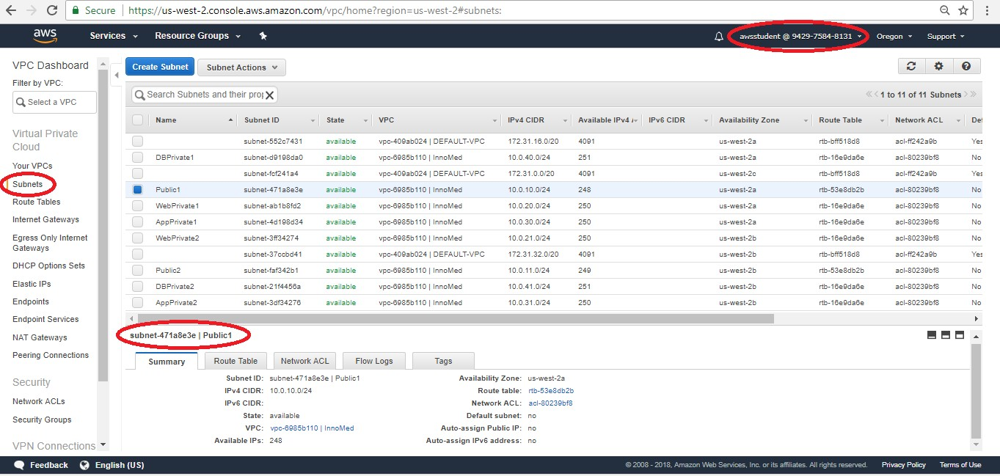 Secure https://us-west-2.console.aws.amazon.com/vpc/home?region=us-west-2#subnets:
aws Services Resource Groups awsstudent @ 9429-7584-8131 Oregon Support
VPC Dashboard
Filter by VPC:
Select a VPC
Virtual Private
Cloud
Your VPCs
Subnets
Route Tables
Internet Gateways
Egress Only Internet
Gateways
DHCP Options Sets
Elastic IPs
Endpoints
Endpoint Services
NAT Gateways
Peering Connections
Security
Network ACLs
Security Groups
VPN Connections
Create Subnet Subnet Actions
Search Subnets and their prop 1 to 11 of 11 Subnets
Name Subnet ID State VPC IPv4 CIDR Available IPv4 IPv6 CIDR Availability Zone Route Table Network ACL Def
subnet-552c7431 available vpc-409ab024 | DEFAULT-VPC 172.31.16.0/20 4091 us-west-2a rtb-bff518d8 acl-ff242a9b Yes
DBPrivate1 subnet-d9198da0 available vpc-6985b110 | InnoMed 10.0.40.0/24 251 us-west-2a rtb-16e9da6e acl-80239bf8 No
subnet-fcf241a4 available vpc-409ab024 | DEFAULT-VPC 172.31.0.0/20 4091 us-west-2c rtb-bff518d8 acl-ff242a9b Yes
Public1 subnet-471a8e3e available vpc-6985b110 | InnoMed 10.0.10.0/24 248 us-west-2a rtb-53e8db2b acl-80239bf8 No
WebPrivate1 subnet-ab1b8fd2 available vpc-6985b110 | InnoMed 10.0.20.0/24 250 us-west-2a rtb-16e9da6e acl-80239bf8 No
AppPrivate1 subnet-4d198d34 available vpc-6985b110 | InnoMed 10.0.30.0/24 250 us-west-2a rtb-16e9da6e acl-80239bf8 No
WebPrivate2 subnet-3ff34274 available vpc-6985b110 | InnoMed 10.0.21.0/24 250 us-west-2b rtb-16e9da6e acl-80239bf8 No
subnet-37ccbd41 available vpc-409ab024 | DEFAULT-VPC 172.31.32.0/20 4091 us-west-2b rtb-bff518d8 acl-ff242a9b Yes
Public2 subnet-faf342b1 available vpc-6985b110 | InnoMed 10.0.11.0/24 249 us-west-2b rtb-53e8db2b acl-80239bf8 No
DBPrivate2 subnet-21f4456a available vpc-6985b110 | InnoMed 10.0.41.0/24 251 us-west-2b rtb-16e9da6e acl-80239bf8 No
AppPrivate2 subnet-3df34276 available vpc-6985b110 | InnoMed 10.0.31.0/24 250 us-west-2b rtb-16e9da6e acl-80239bf8 No
subnet-471a8e3e | Public1
Summary Route Table Network ACL Flow Logs Tags
Subnet ID: subnet-471a8e3e | Public1 Availability Zone: us-west-2a
IPv4 CIDR: 10.0.10.0/24 Route table: rtb-53e8db2b
IPv6 CIDR: Network ACL: acl-80239bf8
State: available Default subnet: no
VPC: vpc-6985b110 | InnoMed Auto-assign Public IP: no
Available IPs: 248 Auto-assign IPv6 address: no
Feedback English (US) © 2008 - 2018, Amazon Web Services, Inc. or its affiliates. All rights reserved. Privacy Policy Terms of Use